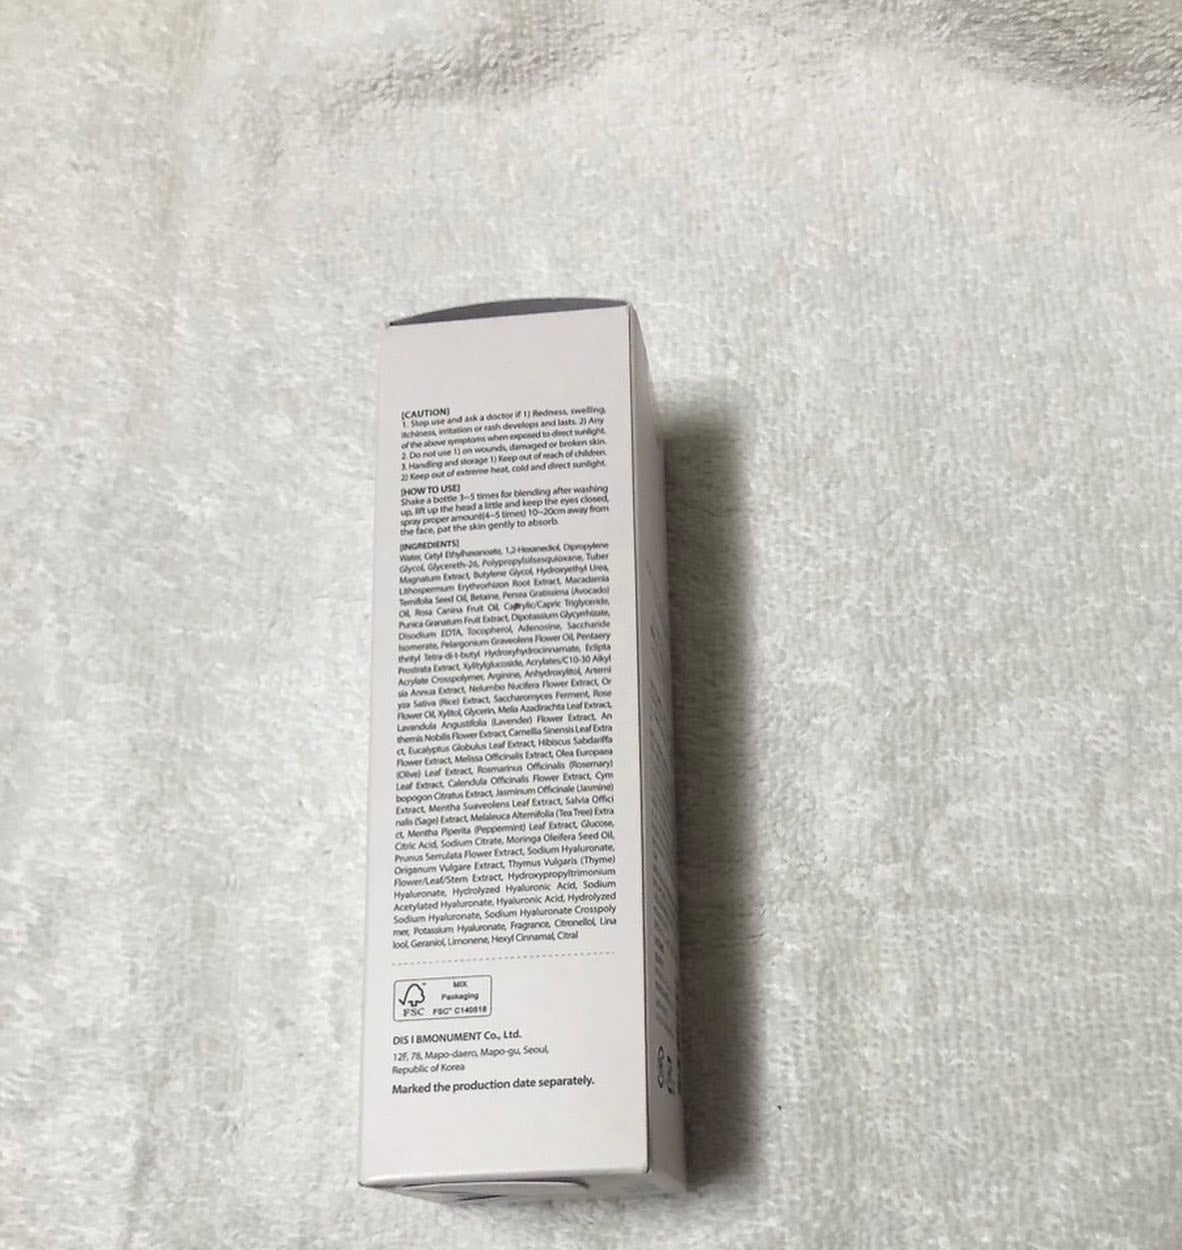 [CAUTION]
1. Stop use and ask a doctor if 1) Redness, swelling,
itchiness, irritation or rash develops and lasts. 2) Any
of the above symptoms when exposed to direct sunlight.
2. Do not use 1) on wounds, damaged or broken skin.
3. Handling and storage 1) Keep out of reach of children.
2) Keep out of extreme heat, cold and direct sunlight.
[HOW TO USE]
Shake a bottle 3~5 times for blending after washing
up, lift up the head a little and keep the eyes closed,
spray proper amount(4~5 times) 10~20cm away from
the face, pat the skin gently to absorb.
[INGREDIENTS]
Water, Cetyl Ethylhexanoate, 1,2-Hexanediol, Dipropylene
Glycol, Glycereth-26, Polypropylsilsesquioxane, Tuber
Magnatum Extract, Butylene Glycol, Hydroxyethyl Urea,
Lithospermum Erythrorhizon Root Extract, Macadamia
Ternifolia Seed Oil, Betaine, Persea Gratissima (Avocado)
Oil, Rosa Canina Fruit Oil, Caprylic/Capric Triglyceride,
Punica Granatum Fruit Extract, Dipotassium Glycyrrhizate,
Disodium EDTA, Tocopherol, Adenosine, Saccharide
Isomerate, Pelargonium Graveolens Flower Oil, Pentaery
thrityl Tetra-di-t-butyl Hydroxyhydrocinnamate, Eclipta
Prostrata Extract, Xylitylglucoside, Acrylates/C10-30 Alkyl
Acrylate Crosspolymer, Arginine, Anhydroxylitol, Artemi
sia Annua Extract, Nelumbo Nucifera Flower Extract, Or
yza Sativa (Rice) Extract, Saccharomyces Ferment, Rose
Flower Oil, Xylitol, Glycerin, Melia Azadirachta Leaf Extract,
Lavandula Angustifolia (Lavender) Flower Extract, An
themis Nobilis Flower Extract, Camellia Sinensis Leaf Extra
ct, Eucalyptus Globulus Leaf Extract, Hibiscus Sabdariffa
Flower Extract, Melissa Officinalis Extract, Olea Europaea
(Olive) Leaf Extract, Rosmarinus Officinalis (Rosemary)
Leaf Extract, Calendula Officinalis Flower Extract, Cym
bopogon Citratus Extract, Jasminum Officinale (Jasmine)
Extract, Mentha Suaveolens Leaf Extract, Salvia Offici
nalis (Sage) Extract, Melaleuca Alternifolia (Tea Tree) Extra
ct, Mentha Piperita (Peppermint) Leaf Extract, Glucose,
Citric Acid, Sodium Citrate, Moringa Oleifera Seed Oil,
Prunus Serrulata Flower Extract, Sodium Hyaluronate,
Origanum Vulgare Extract, Thymus Vulgaris (Thyme)
Flower/Leaf/Stem Extract, Hydroxypropyltrimonium
Hyaluronate, Hydrolyzed Hyaluronic Acid, Sodium
Acetylated Hyaluronate, Hyaluronic Acid, Hydrolyzed
Sodium Hyaluronate, Sodium Hyaluronate Crosspoly
mer, Potassium Hyaluronate, Fragrance, Citronellol, Lina
lool, Geraniol, Limonene, Hexyl Cinnamal, Citral
MIX
Packaging
FSC FSC™ C140518
DIS I BMONUMENT Co., Ltd.
12F, 78, Mapo-daero, Mapo-gu, Seoul,
Republic of Korea
Marked the production date separately.